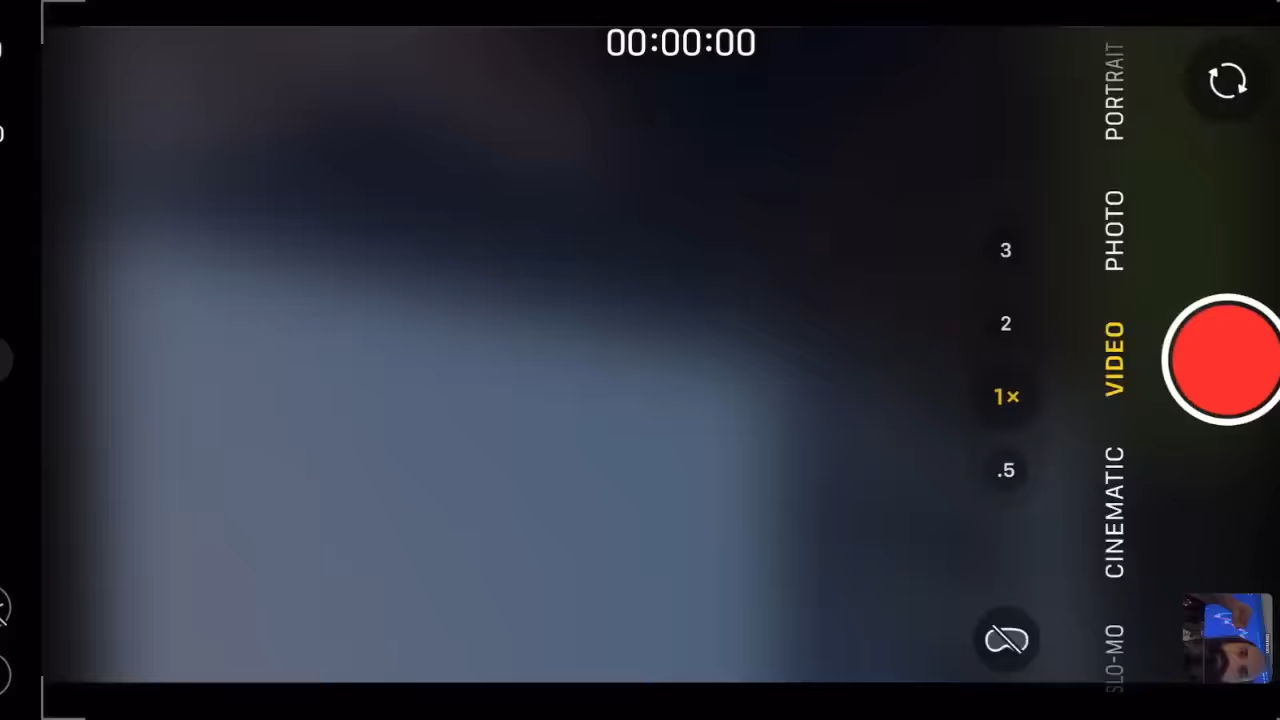 00:00:00
PORTRAIT
PHOTO
VIDEO
CINEMATIC
SLO-MO
3
2
1×
.5